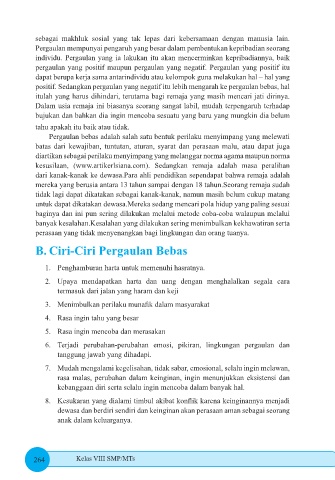 sebagai makhluk sosial yang tak lepas dari kebersamaan dengan manusia lain.
Pergaulan mempunyai pengaruh yang besar dalam pembentukan kepribadian seorang
individu. Pergaulan yang ia lakukan itu akan mencerminkan kepribadiannya, baik
pergaulan yang positif maupun pergaulan yang negatif. Pergaulan yang positif itu
dapat berupa kerja sama antarindividu atau kelompok guna melakukan hal – hal yang
positif. Sedangkan pergaulan yang negatif itu lebih mengarah ke pergaulan bebas, hal
itulah yang harus dihindari, terutama bagi remaja yang masih mencari jati dirinya.
Dalam usia remaja ini biasanya seorang sangat labil, mudah terpengaruh terhadap
bujukan dan bahkan dia ingin mencoba sesuatu yang baru yang mungkin dia belum
tahu apakah itu baik atau tidak.
Pergaulan bebas adalah salah satu bentuk perilaku menyimpang yang melewati
batas dari kewajiban, tuntutan, aturan, syarat dan perasaan malu, atau dapat juga
diartikan sebagai perilaku menyimpang yang melanggar norma agama maupun norma
kesusilaan, (www.artikelsiana.com). Sedangkan remaja adalah masa peralihan
dari kanak-kanak ke dewasa.Para ahli pendidikan sependapat bahwa remaja adalah
mereka yang berusia antara 13 tahun sampai dengan 18 tahun.Seorang remaja sudah
tidak lagi dapat dikatakan sebagai kanak-kanak, namun masih belum cukup matang
untuk dapat dikatakan dewasa.Mereka sedang mencari pola hidup yang paling sesuai
baginya dan ini pun sering dilakukan melalui metode coba-coba walaupun melalui
banyak kesalahan.Kesalahan yang dilakukan sering menimbulkan kekhawatiran serta
perasaan yang tidak menyenangkan bagi lingkungan dan orang tuanya.
B. Ciri-Ciri Pergaulan Bebas
1. Penghamburan harta untuk memenuhi hasratnya.
2. Upaya mendapatkan harta dan uang dengan menghalalkan segala cara
termasuk dari jalan yang haram dan keji
3. Menimbulkan perilaku munafik dalam masyarakat
4. Rasa ingin tahu yang besar
5. Rasa ingin mencoba dan merasakan
6. Terjadi perubahan-perubahan emosi, pikiran, lingkungan pergaulan dan
tanggung jawab yang dihadapi.
7. Mudah mengalami kegelisahan, tidak sabar, emosional, selalu ingin melawan,
rasa malas, perubahan dalam keinginan, ingin menunjukkan eksistensi dan
kebanggaan diri serta selalu ingin mencoba dalam banyak hal.
8. Kesukaran yang dialami timbul akibat konflik karena keinginannya menjadi
dewasa dan berdiri sendiri dan keinginan akan perasaan aman sebagai seorang
anak dalam keluarganya.
264 Kelas VIII SMP/MTs